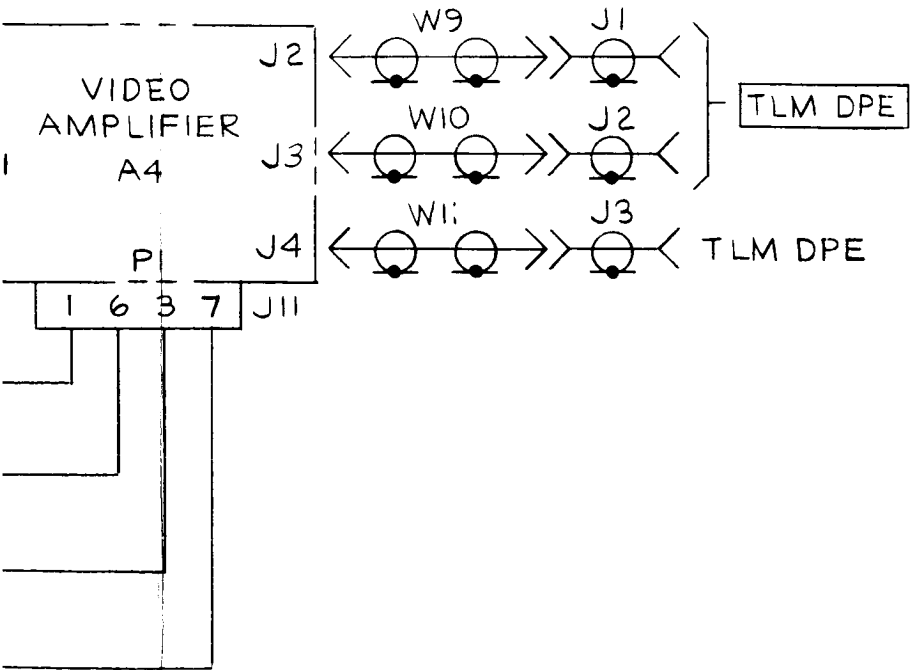 W9 J1
J2
VIDEO
AMPLIFIER
A4
TLM DPE
W10 J2
J3
J3
J4
TLM DPE
P1
1 6 3 7 J11